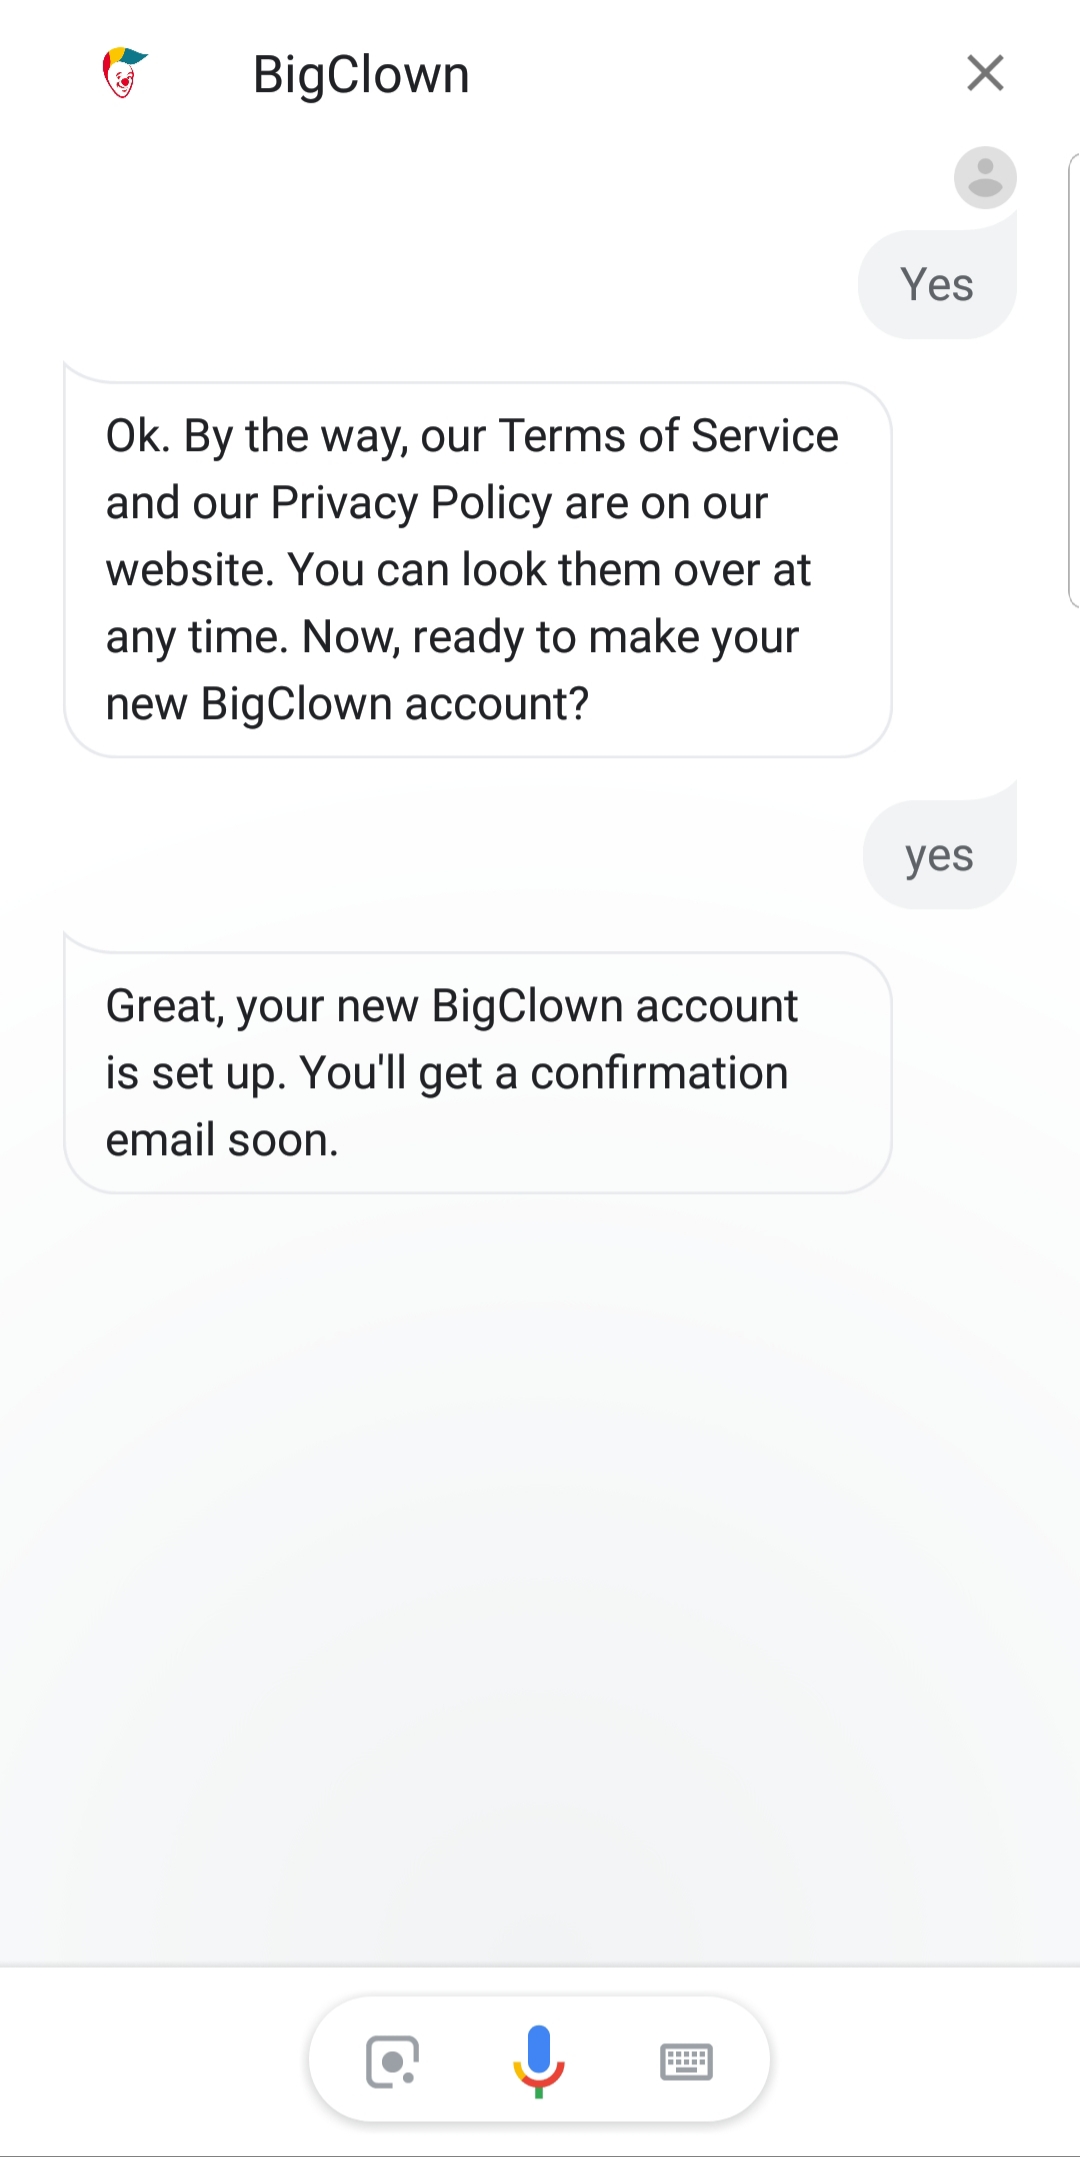 BigClown
Yes
Ok. By the way, our Terms of Service
and our Privacy Policy are on our
website. You can look them over at
any time. Now, ready to make your
new BigClown account?
yes
Great, your new BigClown account
is set up. You'll get a confirmation
email soon.